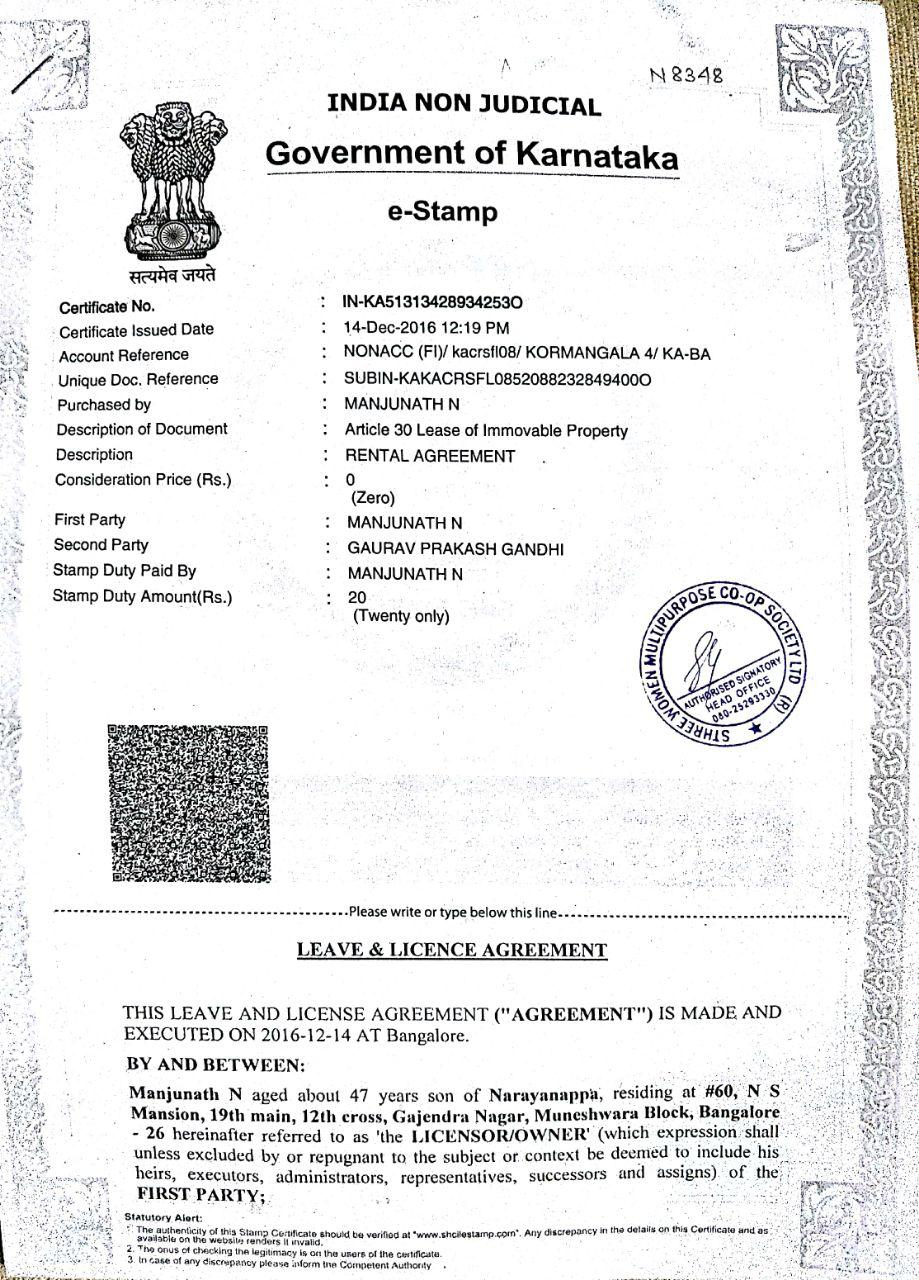 N 8348
INDIA NON JUDICIAL
Government of Karnataka
e-Stamp
सत्यमेव जयते
Certificate No. : IN-KA51313428934253O
Certificate Issued Date : 14-Dec-2016 12:19 PM
Account Reference : NONACC (FI)/ kacrsfl08/ KORMANGALA 4/ KA-BA
Unique Doc. Reference : SUBIN-KAKACRSFL08520882328494000O
Purchased by : MANJUNATH N
Description of Document : Article 30 Lease of Immovable Property
Description : RENTAL AGREEMENT
Consideration Price (Rs.) : 0
(Zero)
First Party : MANJUNATH N
Second Party : GAURAV PRAKASH GANDHI
Stamp Duty Paid By : MANJUNATH N
Stamp Duty Amount(Rs.) : 20
(Twenty only)
STHREE WOMEN MULTIPURPOSE CO-OP SOCIETY LTD (R)
AUTHORISED SIGNATORY
HEAD OFFICE
080-25293330
Please write or type below this line
LEAVE & LICENCE AGREEMENT
THIS LEAVE AND LICENSE AGREEMENT ("AGREEMENT") IS MADE AND
EXECUTED ON 2016-12-14 AT Bangalore.
BY AND BETWEEN:
Manjunath N aged about 47 years son of Narayanappa, residing at #60, N S
Mansion, 19th main, 12th cross, Gajendra Nagar, Muneshwara Block, Bangalore
- 26 hereinafter referred to as 'the LICENSOR/OWNER' (which expression shall
unless excluded by or repugnant to the subject or context be deemed to include his
heirs, executors, administrators, representatives, successors and assigns) of the
FIRST PARTY;
Statutory Alert:
1. The authenticity of this Stamp Certificate should be verified at "www.shcilestamp.com". Any discrepancy in the details on this Certificate and as
available on the website renders it invalid.
2. The onus of checking the legitimacy is on the users of the certificate.
3. In case of any discrepancy please inform the Competent Authority